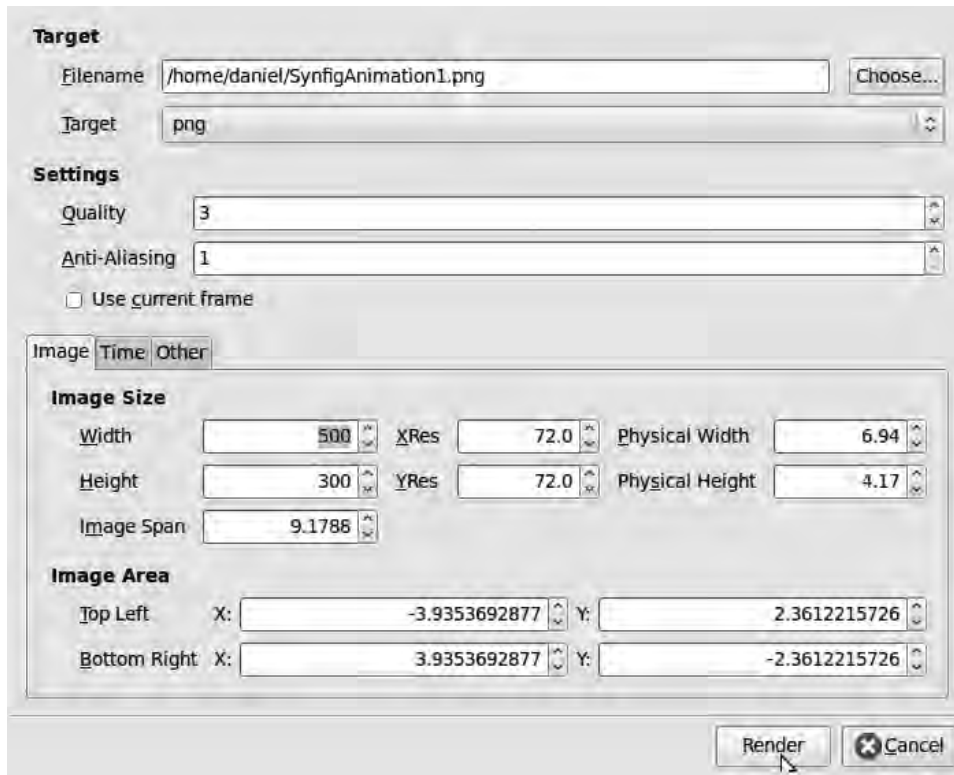 Target
Filename /home/daniel/SynfigAnimation1.png Choose...
Target png
Settings
Quality 3
Anti-Aliasing 1
Use current frame
Image Time Other
Image Size
Width 500 XRes 72.0 Physical Width 6.94
Height 300 YRes 72.0 Physical Height 4.17
Image Span 9.1788
Image Area
Top Left X: -3.9353692877 Y: 2.3612215726
Bottom Right X: 3.9353692877 Y: -2.3612215726
Render Cancel